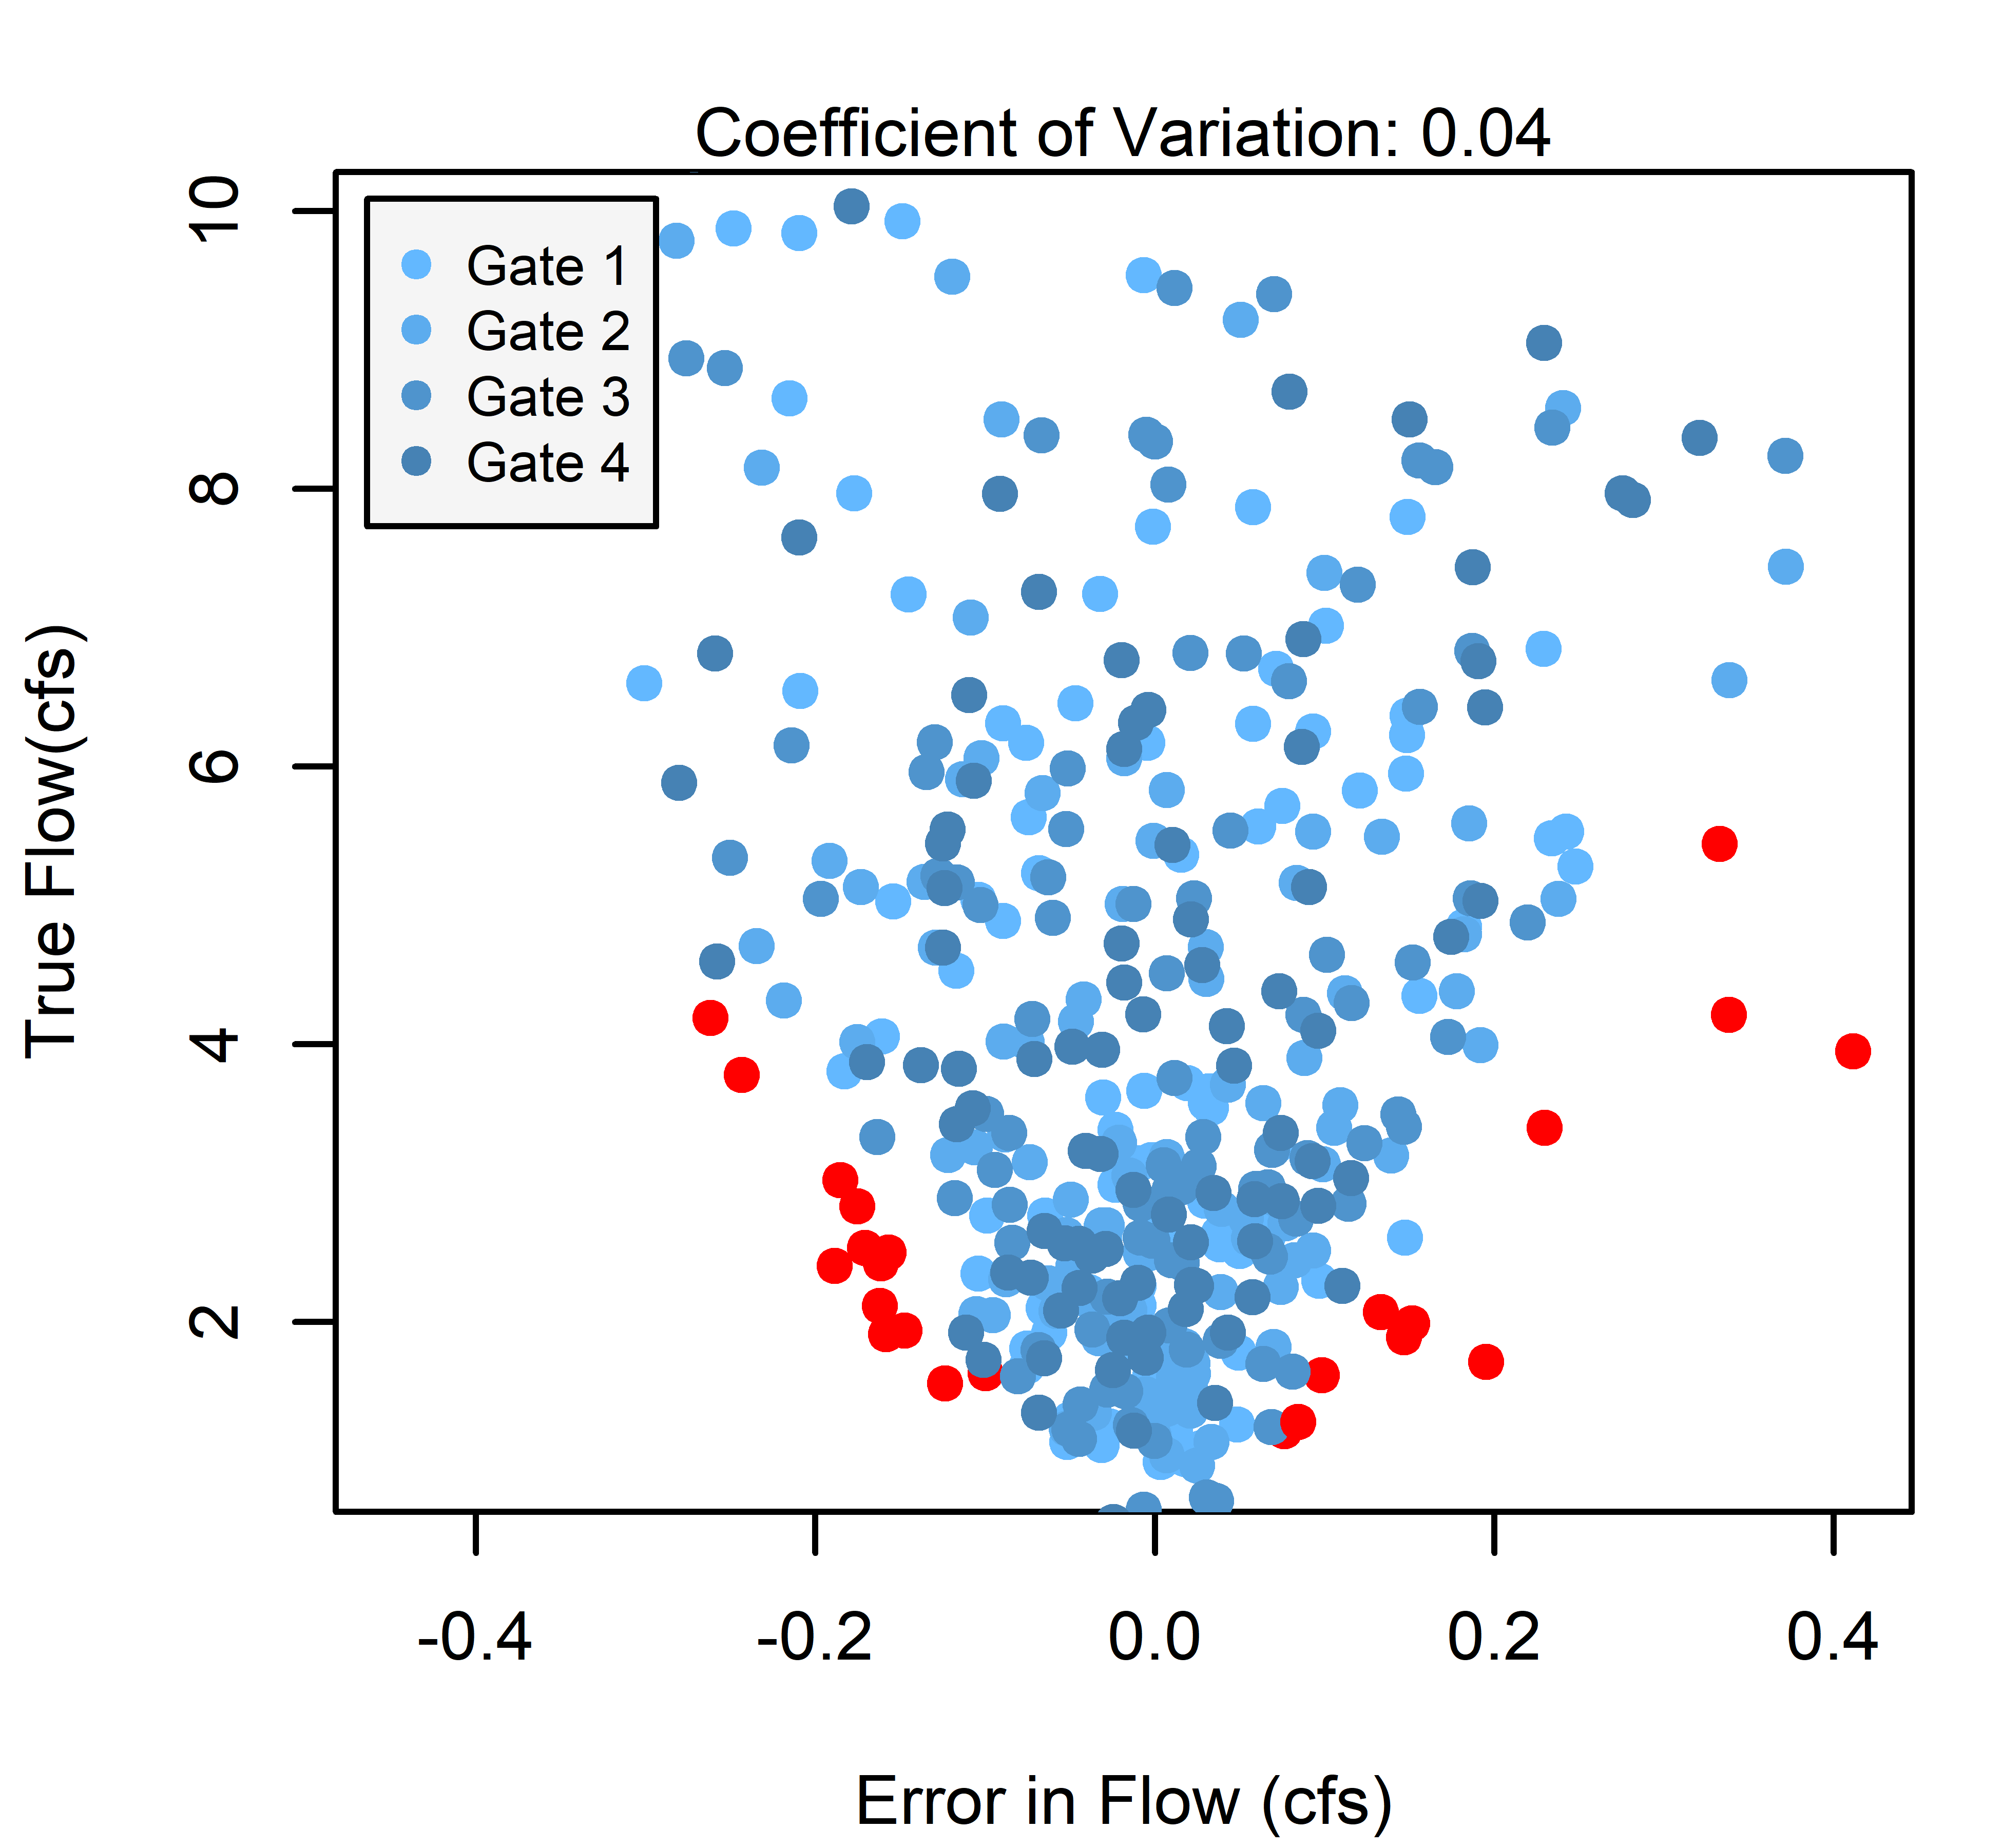 Coefficient of Variation: 0.04
Gate 1
Gate 2
Gate 3
Gate 4
True Flow(cfs)
10
8
6
4
2
-0.4 -0.2 0.0 0.2 0.4
Error in Flow (cfs)